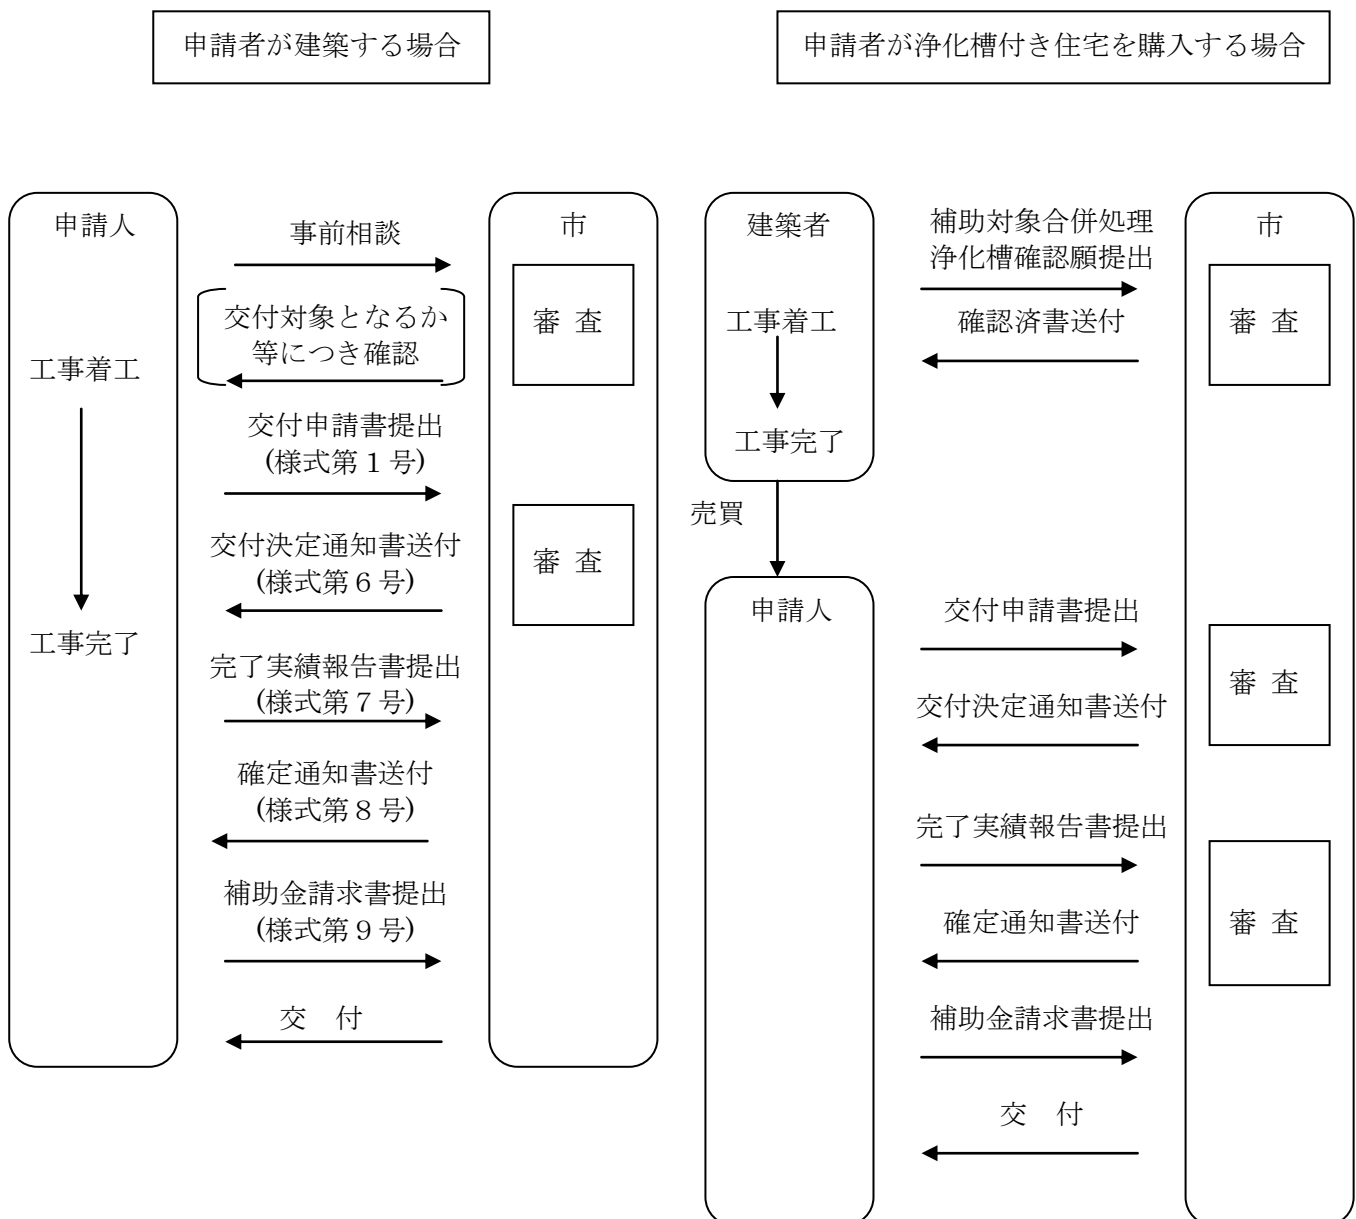 申請者が建築する場合
申請者が浄化槽付き住宅を購入する場合
申請人
事前相談
市
審 査
交付対象となるか
等につき確認
工事着工
交付申請書提出
(様式第１号)
交付決定通知書送付
(様式第６号)
審 査
工事完了
完了実績報告書提出
(様式第７号)
確定通知書送付
(様式第８号)
補助金請求書提出
(様式第９号)
交　付
建築者
補助対象合併処理
浄化槽確認願提出
市
工事着工
確認済書送付
審 査
工事完了
売買
申請人
交付申請書提出
審 査
交付決定通知書送付
完了実績報告書提出
確定通知書送付
審 査
補助金請求書提出
交　付